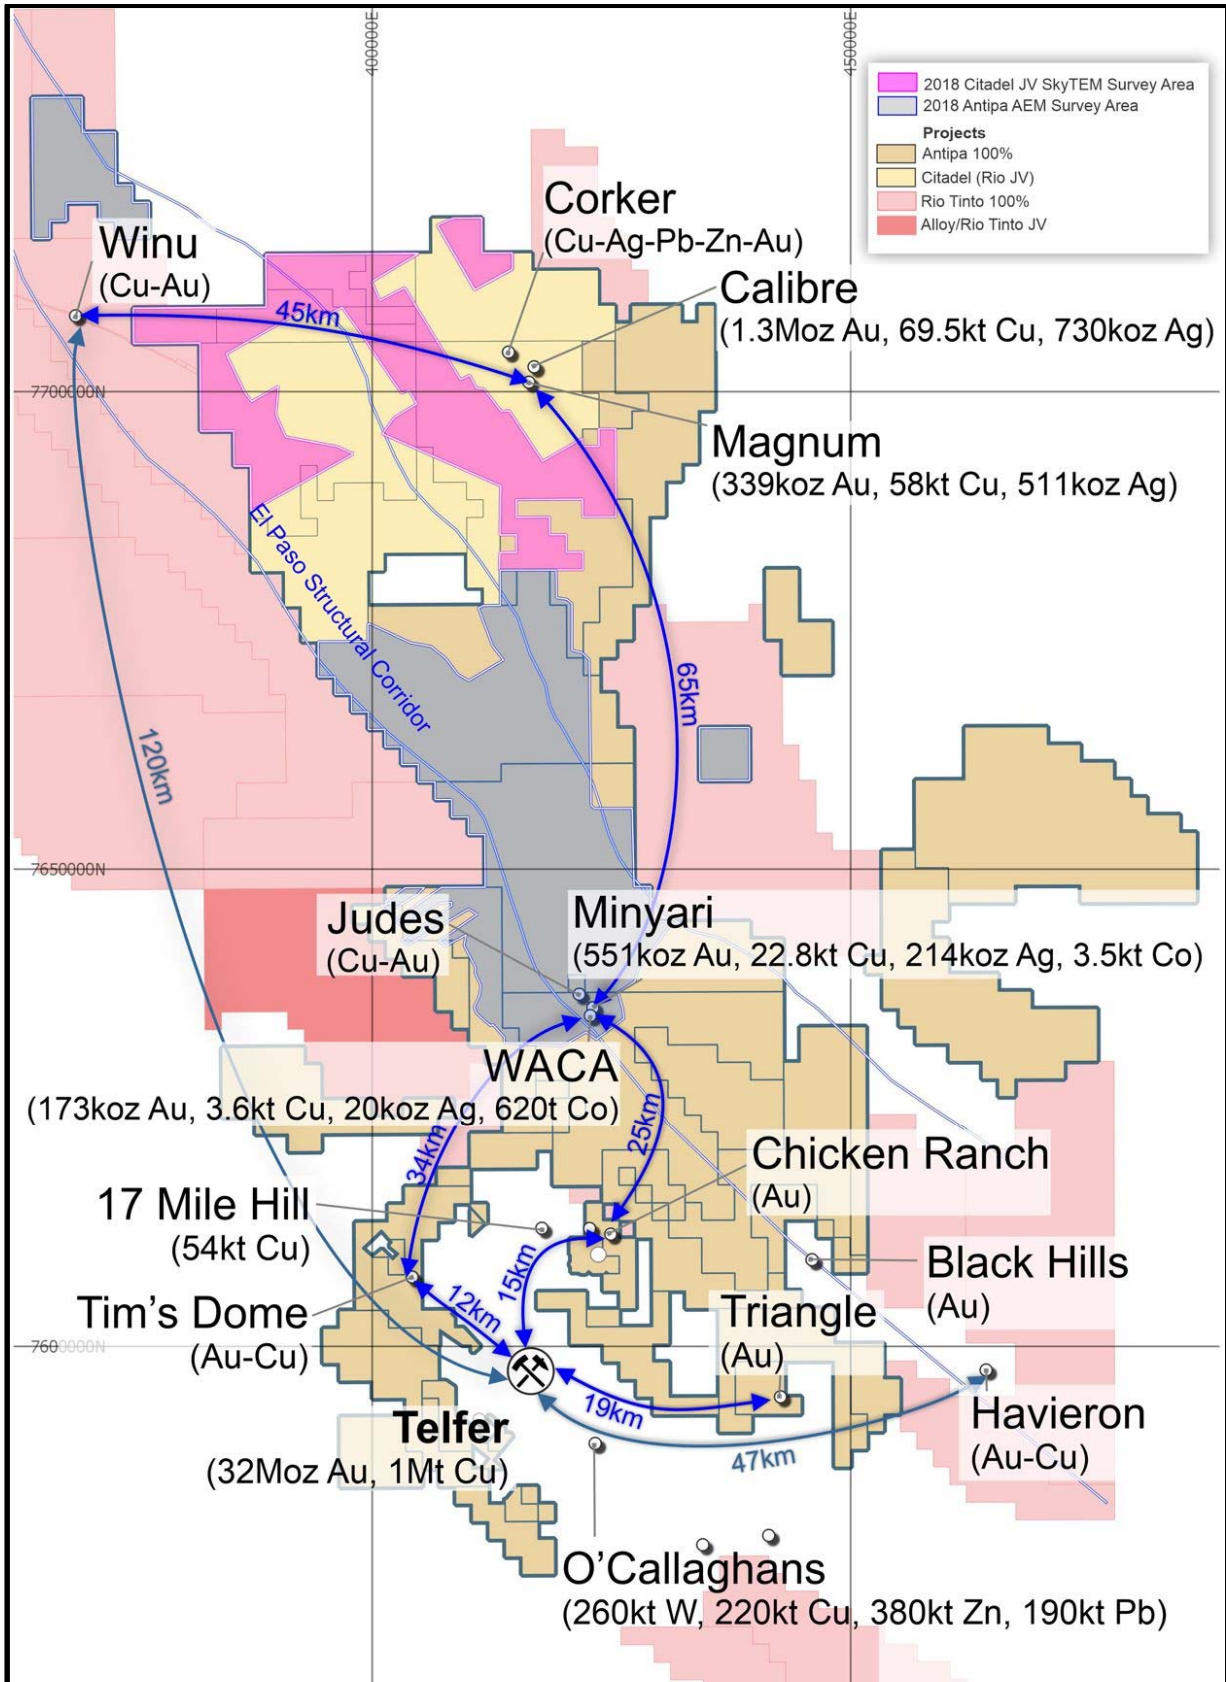 400000E
450000E
2018 Citadel JV SkyTEM Survey Area
2018 Antipa AEM Survey Area
Projects
Antipa 100%
Citadel (Rio JV)
Rio Tinto 100%
Alloy/Rio Tinto JV
Corker
(Cu-Ag-Pb-Zn-Au)
Winu
(Cu-Au)
Calibre
(1.3Moz Au, 69.5kt Cu, 730koz Ag)
45km
7700000N
Magnum
(339koz Au, 58kt Cu, 511koz Ag)
El Paso Structural Corridor
65km
120km
7650000N
Judes
(Cu-Au)
Minyari
(551koz Au, 22.8kt Cu, 214koz Ag, 3.5kt Co)
WACA
(173koz Au, 3.6kt Cu, 20koz Ag, 620t Co)
34km
25km
Chicken Ranch
(Au)
17 Mile Hill
(54kt Cu)
Black Hills
(Au)
15km
12km
Tim's Dome
(Au-Cu)
Triangle
(Au)
7600000N
19km
Havieron
(Au-Cu)
47km
Telfer
(32Moz Au, 1Mt Cu)
O'Callaghans
(260kt W, 220kt Cu, 380kt Zn, 190kt Pb)